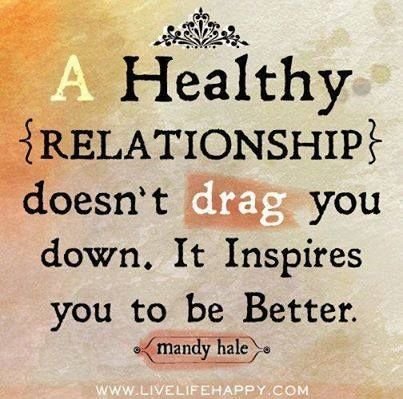 A Healthy
{RELATIONSHIP}
doesn't drag you
down. It Inspires
you to be Better.
mandy hale
WWW.LIVELIFEHAPPY.COM